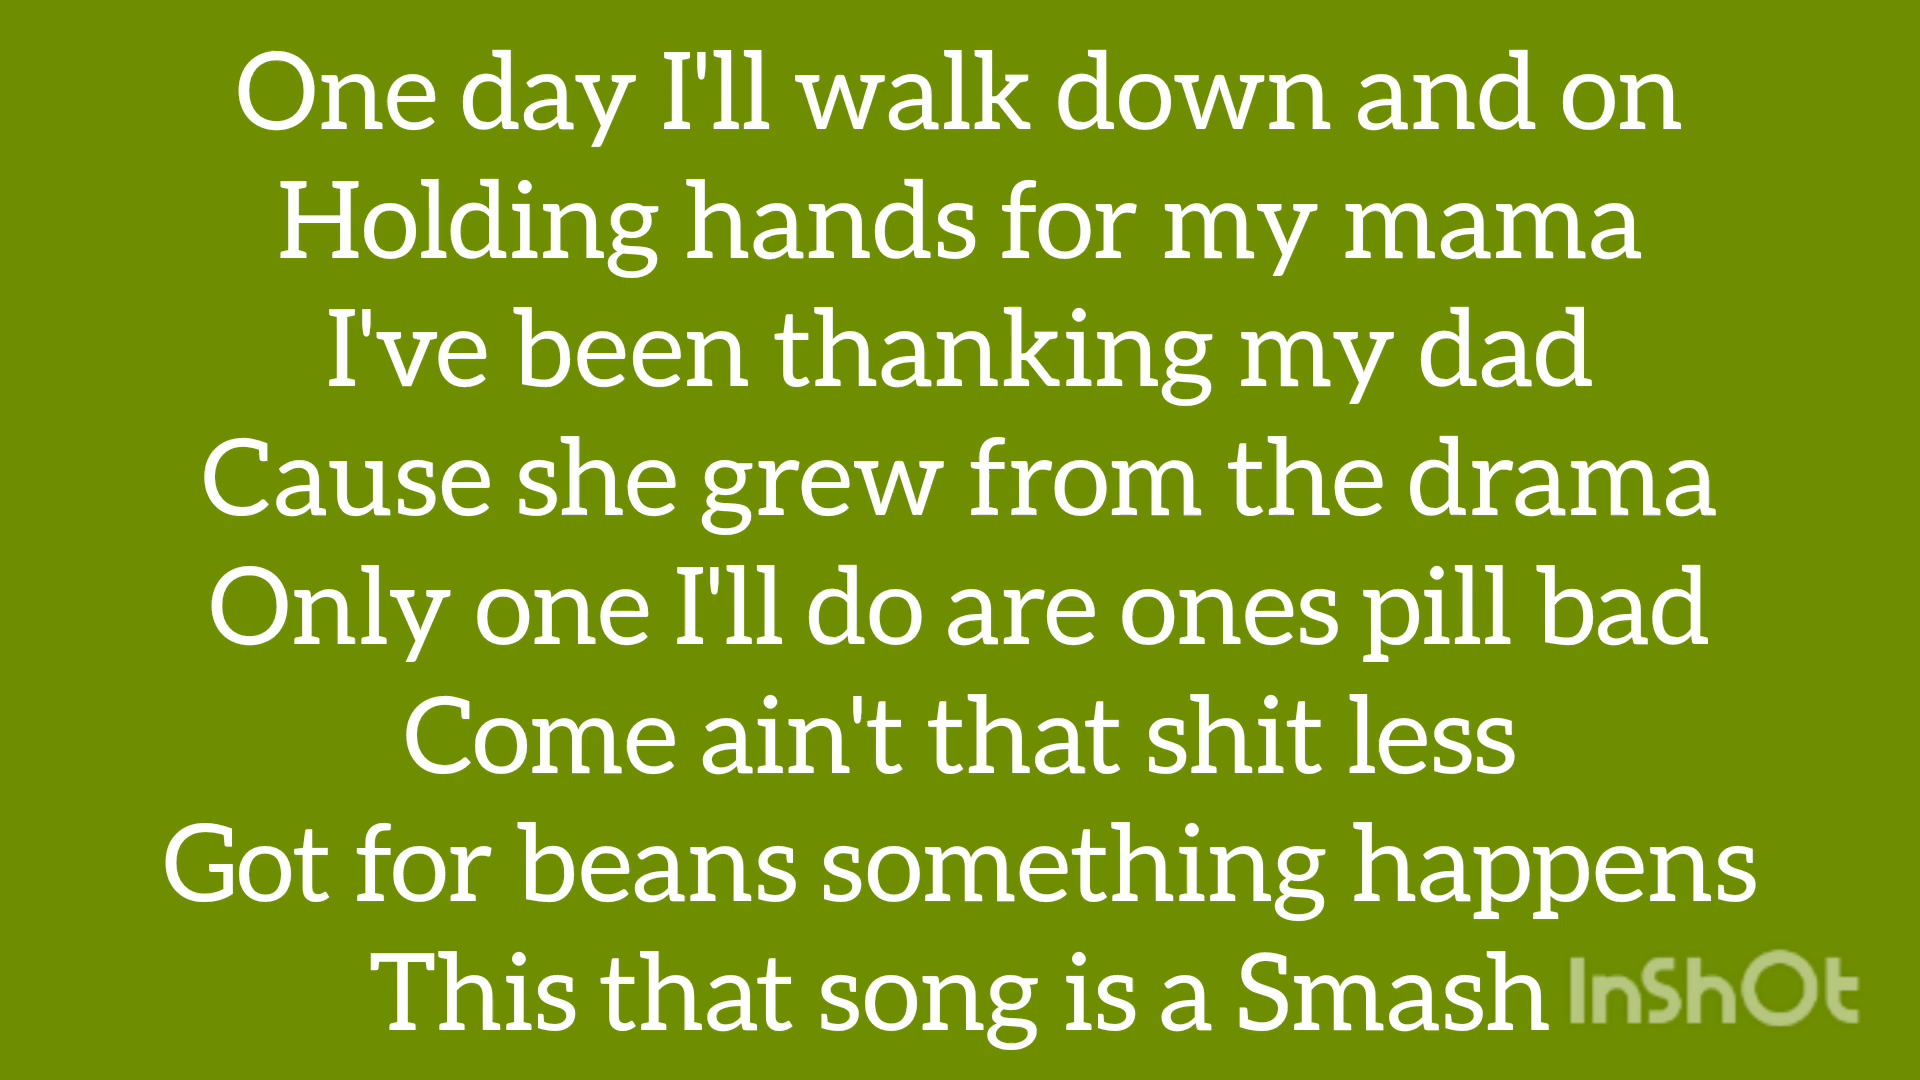 One day I'll walk down and on
Holding hands for my mama
I've been thanking my dad
Cause she grew from the drama
Only one I'll do are ones pill bad
Come ain't that shit less
Got for beans something happens
This that song is a Smash
InShOt